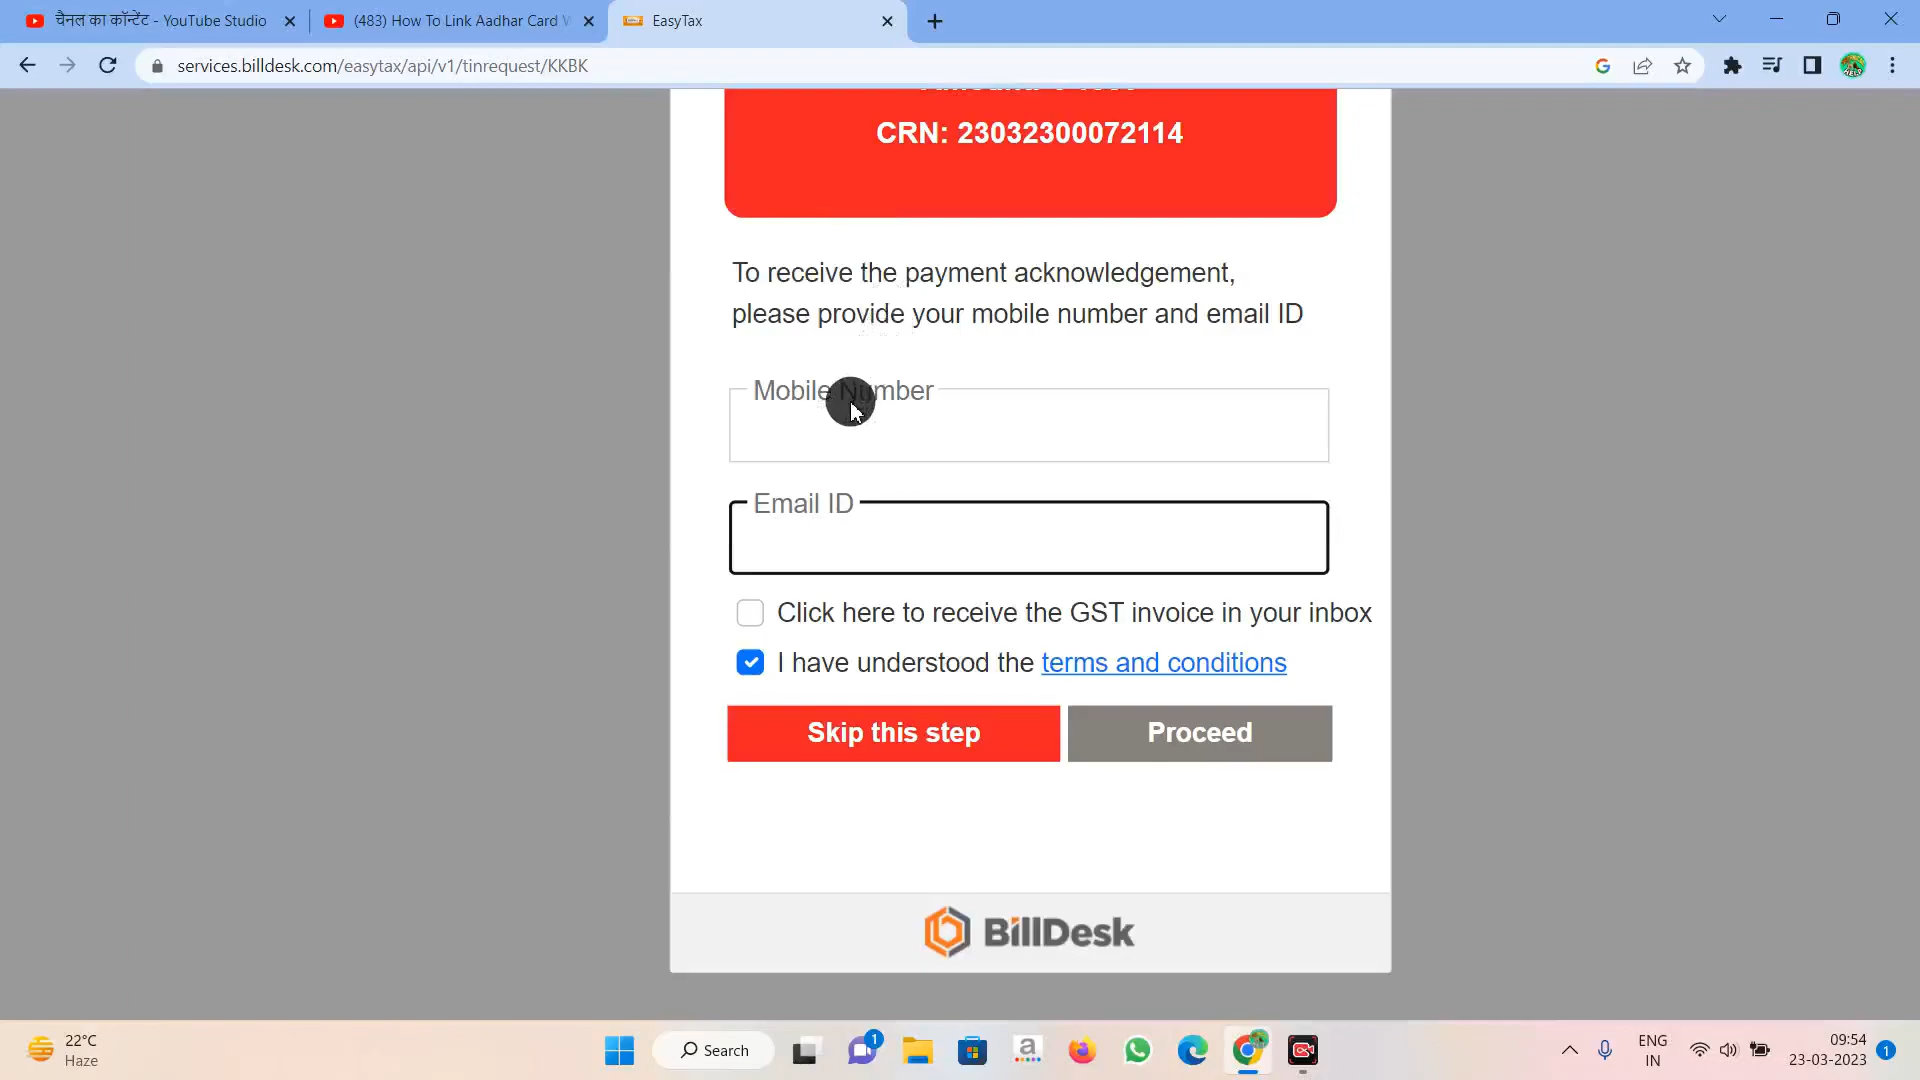 चैनल का कॉन्टेंट - YouTube Studio
(483) How To Link Aadhar Card
EasyTax
services.billdesk.com/easytax/api/v1/tinrequest/KKBK
CRN: 23032300072114
To receive the payment acknowledgement,
please provide your mobile number and email ID
Mobile Number
Email ID
Click here to receive the GST invoice in your inbox
I have understood the terms and conditions
Skip this step
Proceed
BillDesk
22°C
Haze
Search
1
a
ENG
IN
09:54
23-03-2023
1